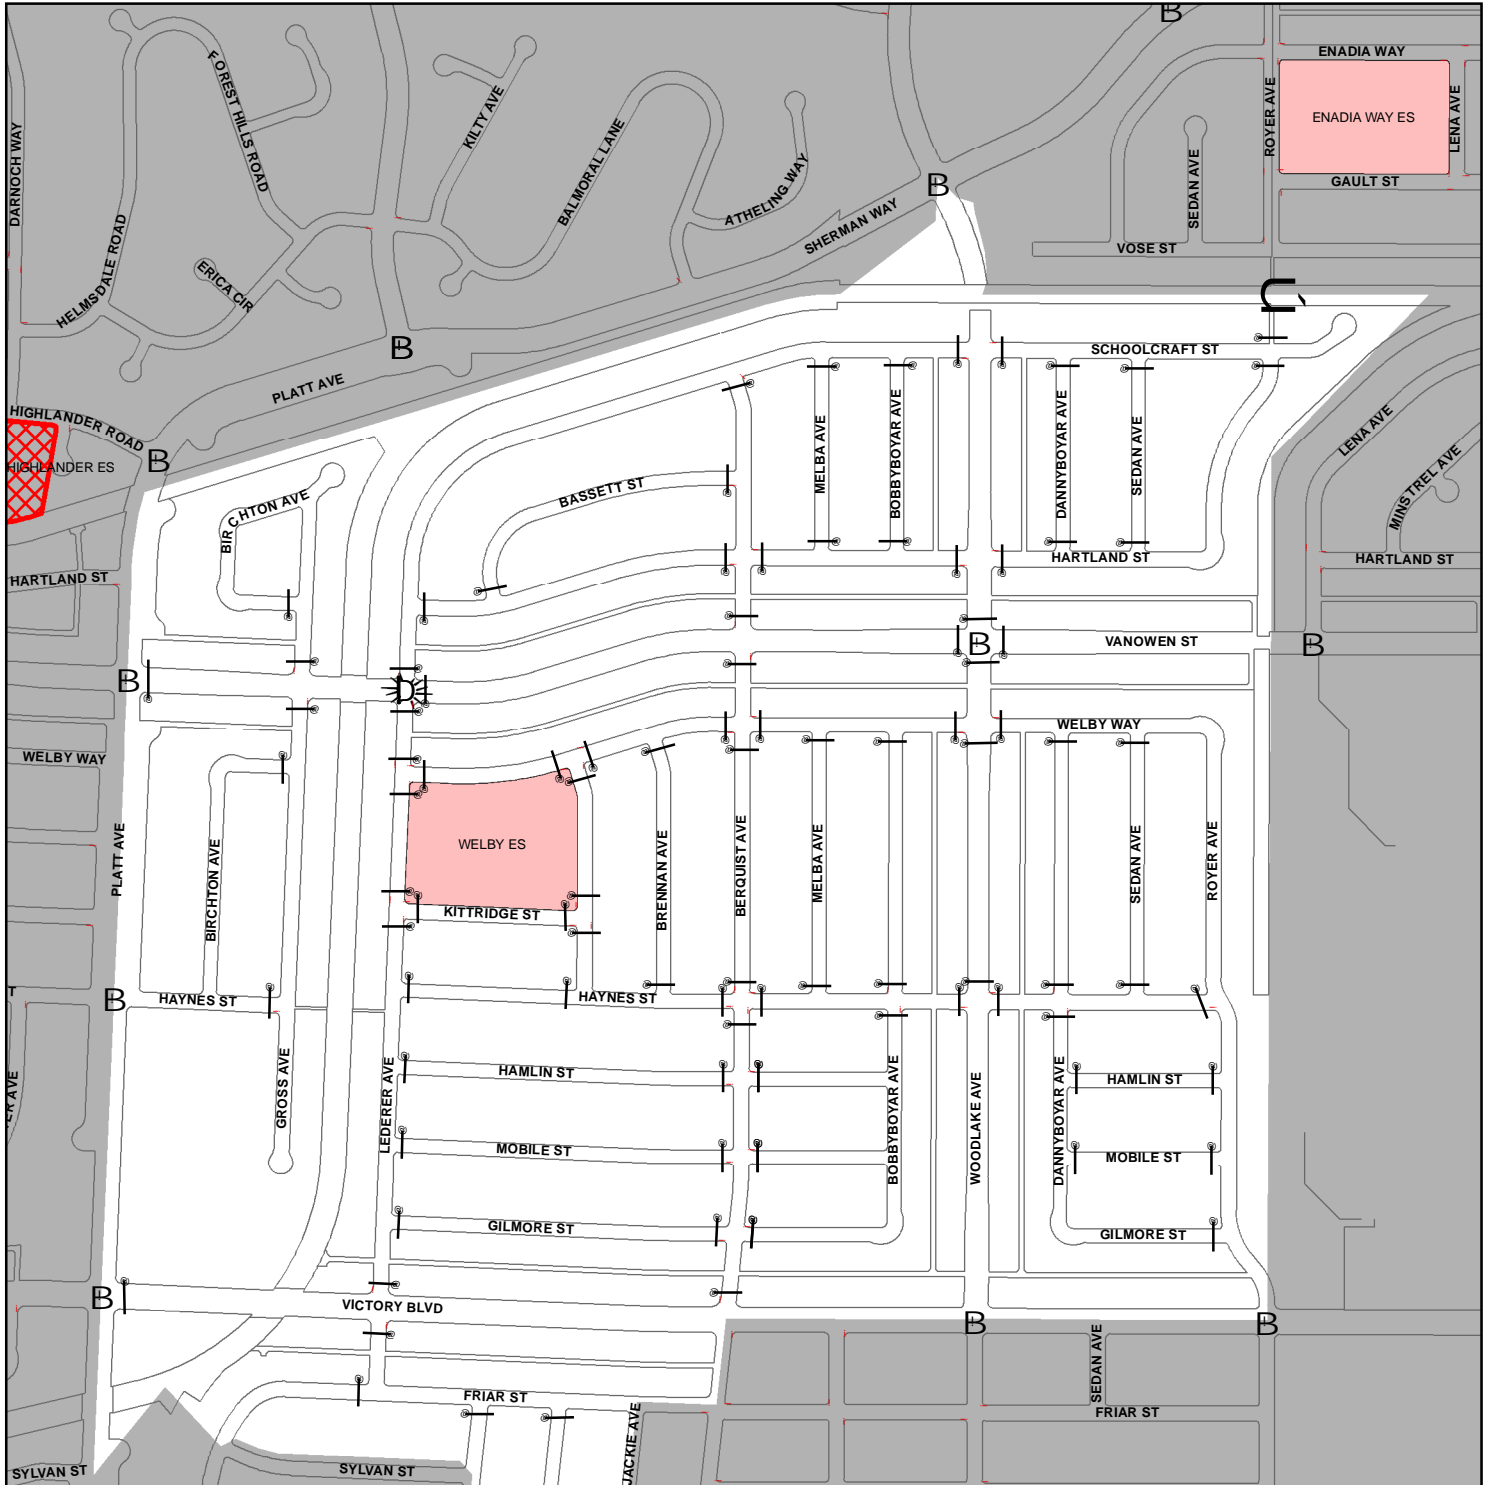 B
ENADIA WAY
FOREST HILLS ROAD
KILTY AVE
ROYER AVE
LENA AVE
ENADIA WAY ES
DARNOCH WAY
BALMORAL LANE
SEDAN AVE
GAULT ST
ATHELING WAY
B
SHERMAN WAY
VOSE ST
HELMSDALE ROAD
ERICA CIR
B
SCHOOLCRAFT ST
PLATT AVE
HIGHLANDER ROAD
MELBA AVE
BOBBYBOYAR AVE
DANNYBOYAR AVE
SEDAN AVE
LENA AVE
B
HIGHLANDER ES
BASSETT ST
BIRCHTON AVE
MINSTREL AVE
HARTLAND ST
HARTLAND ST
HARTLAND ST
B
VANOWEN ST
B
B
D
WELBY WAY
WELBY WAY
PLATT AVE
BIRCHTON AVE
WELBY ES
BRENNAN AVE
BERQUIST AVE
MELBA AVE
SEDAN AVE
ROYER AVE
KITTRIDGE ST
B
HAYNES ST
HAYNES ST
GROSS AVE
LEDERER AVE
HAMLIN ST
BOBBYBOYAR AVE
WOODLAKE AVE
DANNYBOYAR AVE
HAMLIN ST
MOBILE ST
MOBILE ST
GILMORE ST
GILMORE ST
B
VICTORY BLVD
B
B
SEDAN AVE
FRIAR ST
FRIAR ST
JACKIE AVE
SYLVAN ST
SYLVAN ST